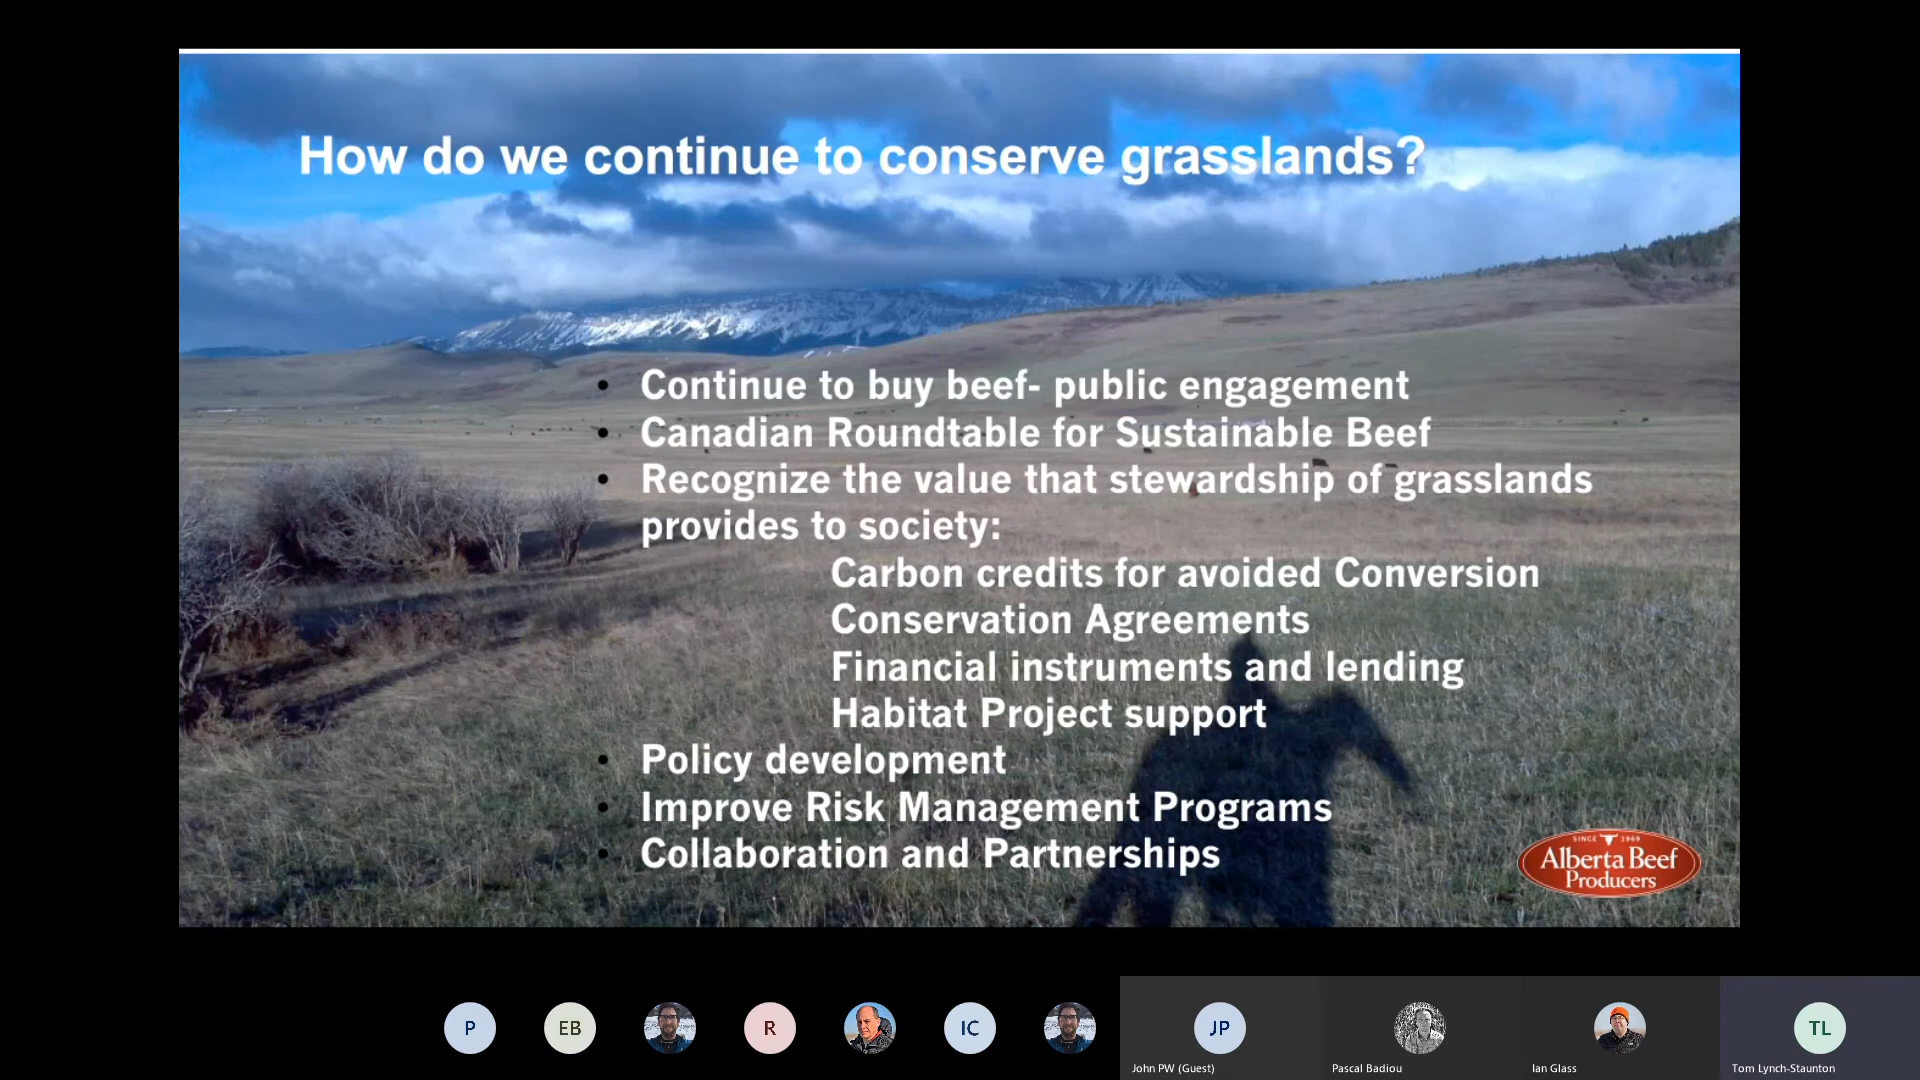 How do we continue to conserve grasslands?
• Continue to buy beef- public engagement
• Canadian Roundtable for Sustainable Beef
• Recognize the value that stewardship of grasslands
provides to society:
Carbon credits for avoided Conversion
Conservation Agreements
Financial instruments and lending
Habitat Project support
• Policy development
• Improve Risk Management Programs
• Collaboration and Partnerships
SINCE 1969
Alberta Beef
Producers
P
EB
R
IC
JP
TL
John PW (Guest)
Pascal Badiou
Ian Glass
Tom Lynch-Staunton